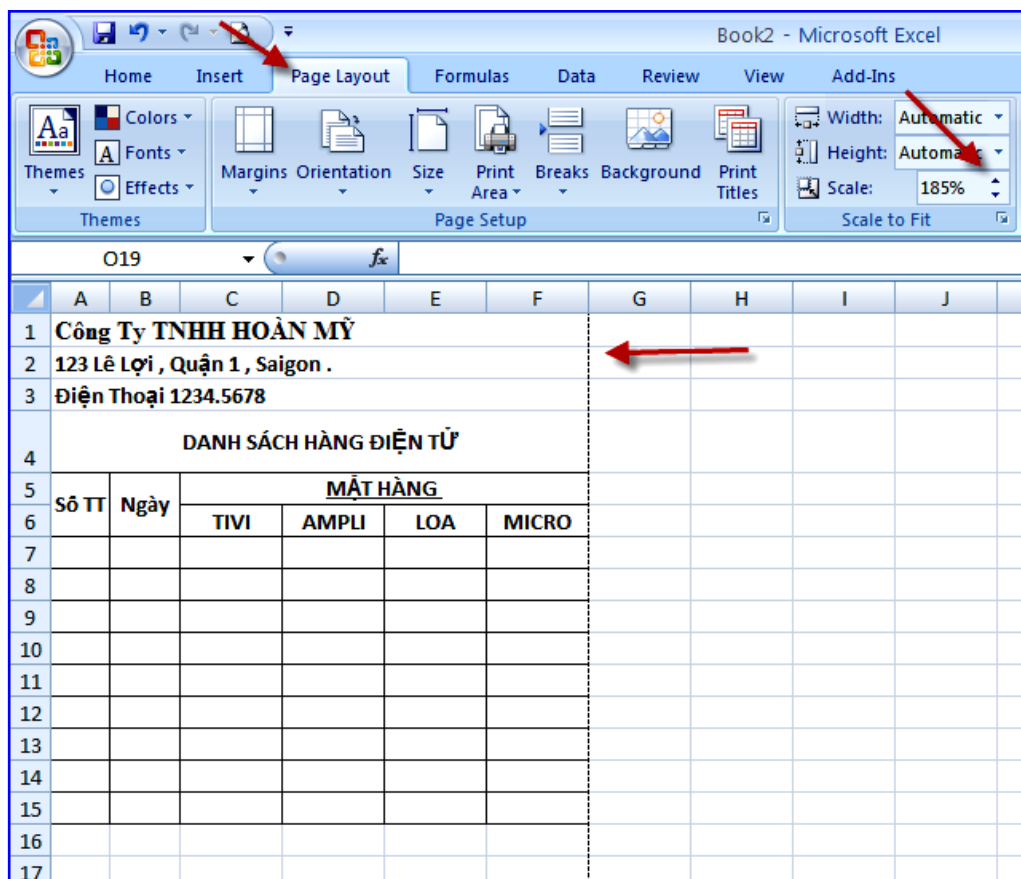 Book2 - Microsoft Excel
Home Insert Page Layout Formulas Data Review View Add-Ins
Aa Colors Width: Automatic
A Fonts Height: Automatic
Themes Effects Margins Orientation Size Print Area Breaks Background Print Titles Scale: 185%
Themes Page Setup Scale to Fit
O19 fx
A B C D E F G H I J
1 Công Ty TNHH HOÀN MỸ
2 123 Lê Lợi , Quận 1 , Saigon .
3 Điện Thoại 1234.5678
4 DANH SÁCH HÀNG ĐIỆN TỬ
5 Số TT Ngày MẶT HÀNG
6 TIVI AMPLI LOA MICRO
7
8
9
10
11
12
13
14
15
16
17